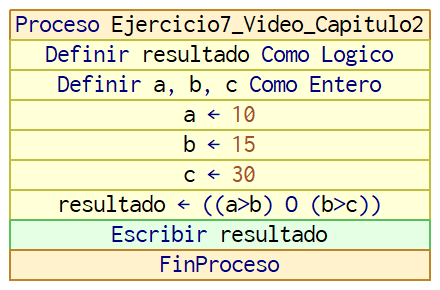 Proceso Ejercicio7_Video_Capitulo2
Definir resultado Como Logico
Definir a, b, c Como Entero
a ← 10
b ← 15
c ← 30
resultado ← ((a>b) O (b>c))
Escribir resultado
FinProceso